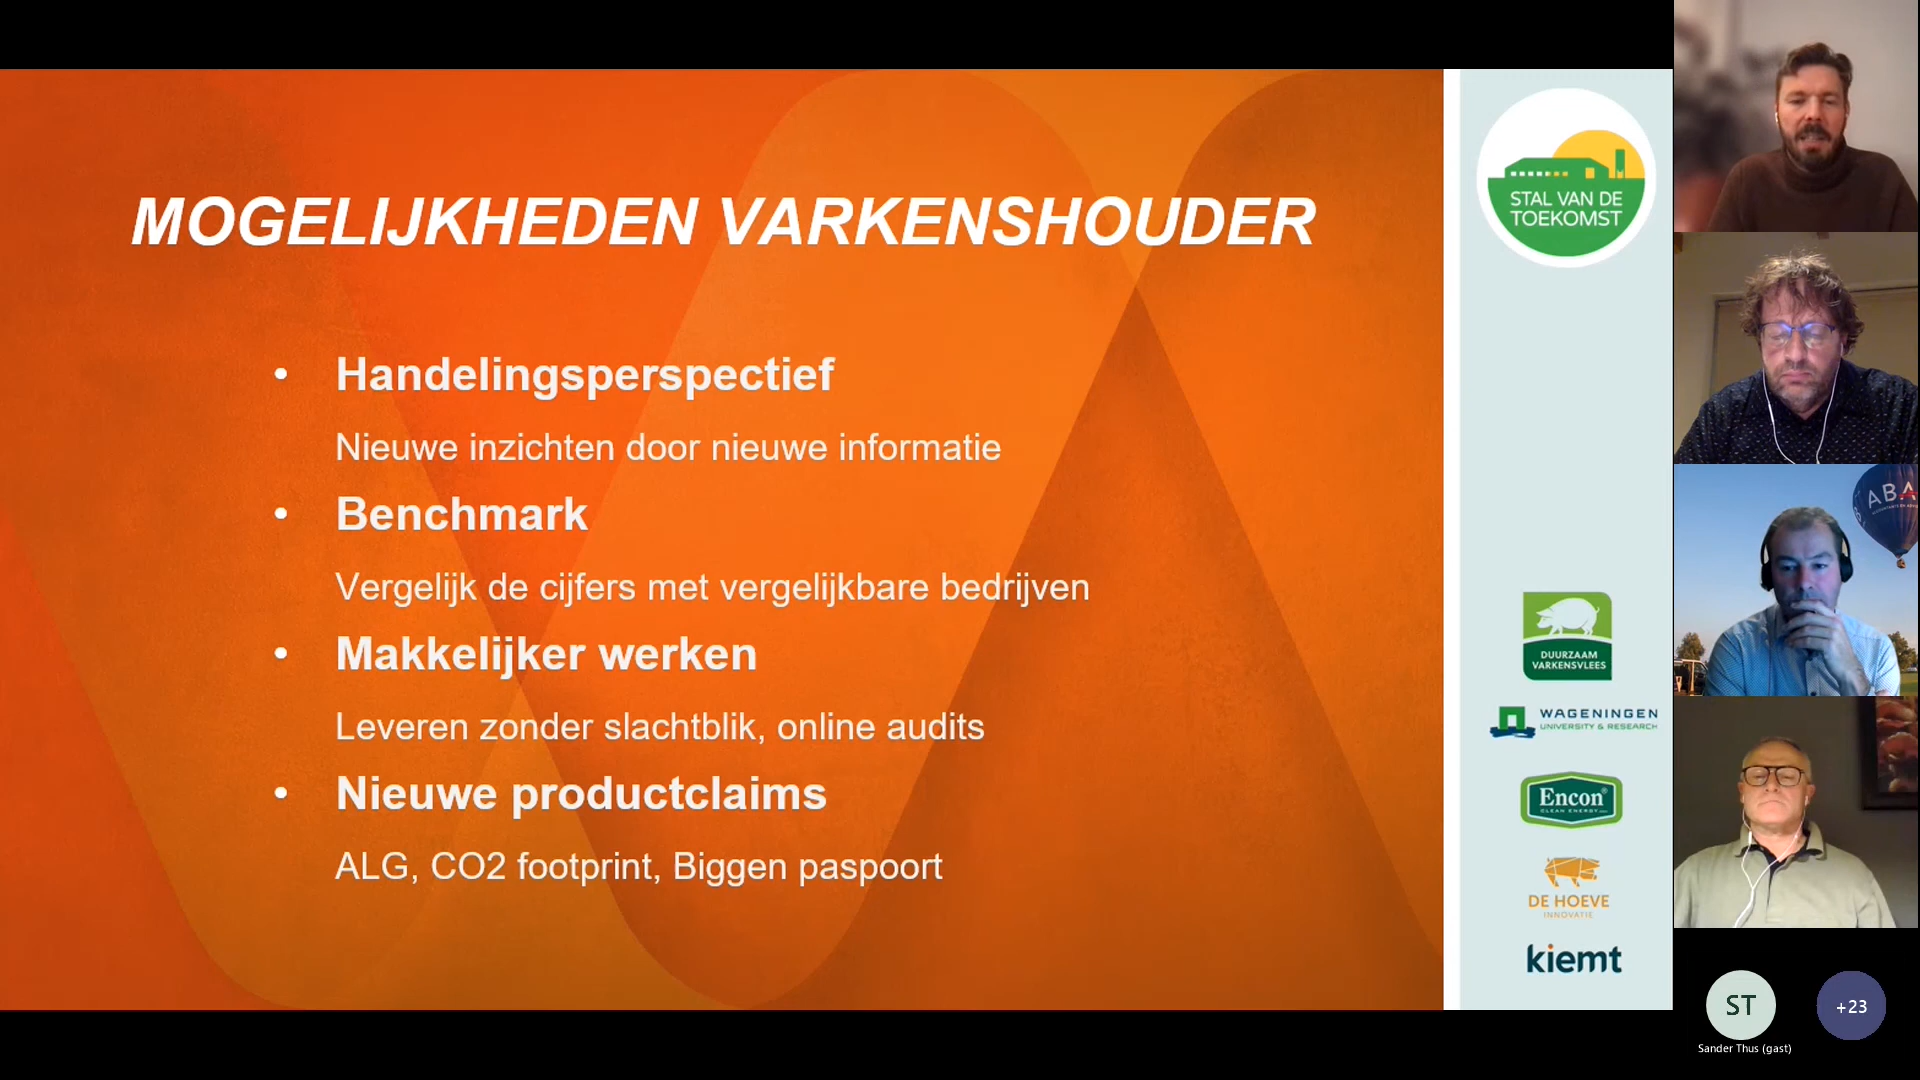 MOGELIJKHEDEN VARKENSHOUDER
• Handelingsperspectief
Nieuwe inzichten door nieuwe informatie
• Benchmark
Vergelijk de cijfers met vergelijkbare bedrijven
• Makkelijker werken
Leveren zonder slachtblik, online audits
• Nieuwe productclaims
ALG, CO2 footprint, Biggen paspoort
STAL VAN DE
TOEKOMST
DUURZAAM
VARKENSVLEES
WAGENINGEN
UNIVERSITY & RESEARCH
Encon®
CLEAN ENERGY
DE HOEVE
INNOVATIE
kiemt
ABA
ST
+23
Sander Thus (gast)